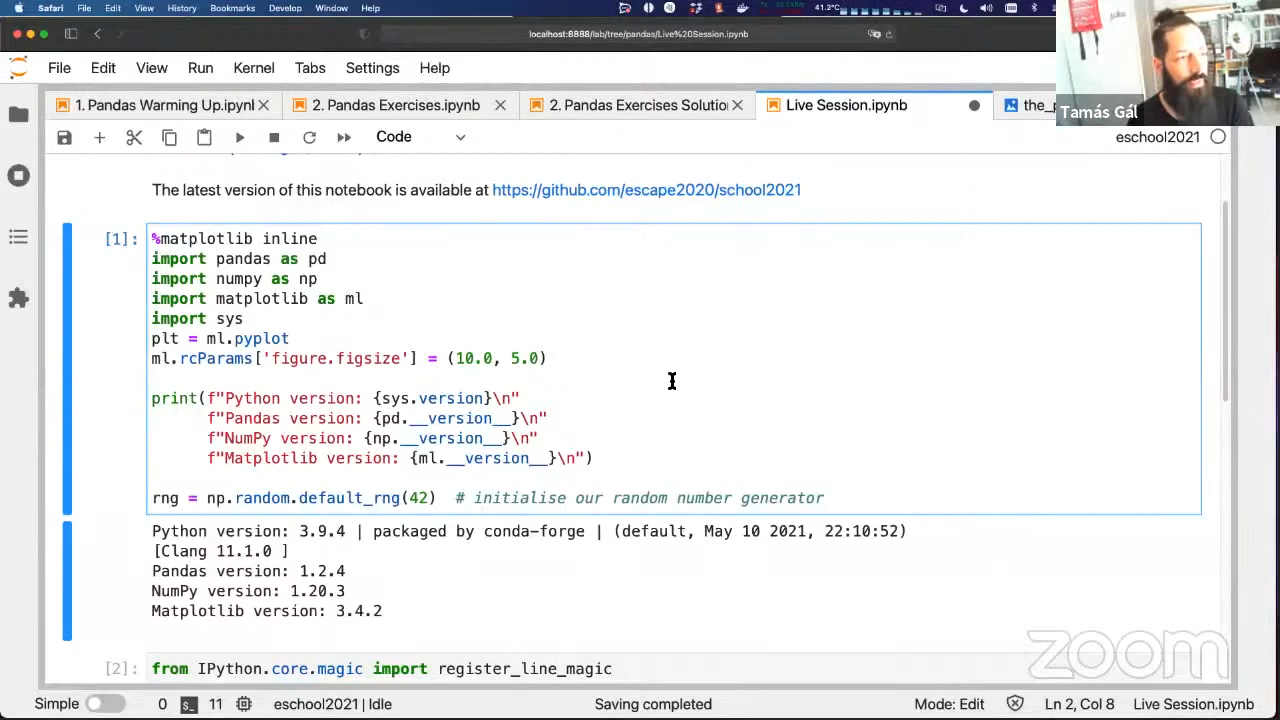 Safari File Edit View History Bookmarks Develop Window Help 41.2°C
localhost:8888/lab/tree/pandas/Live%20Session.ipynb
File Edit View Run Kernel Tabs Settings Help
Tamás Gál
1. Pandas Warming Up.ipynl 2. Pandas Exercises.ipynb 2. Pandas Exercises Solutio Live Session.ipynb the_p
Code eschool2021
The latest version of this notebook is available at https://github.com/escape2020/school2021
[1]: %matplotlib inline
import pandas as pd
import numpy as np
import matplotlib as ml
import sys
plt = ml.pyplot
ml.rcParams['figure.figsize'] = (10.0, 5.0)
print(f"Python version: {sys.version}\n"
f"Pandas version: {pd.__version__}\n"
f"NumPy version: {np.__version__}\n"
f"Matplotlib version: {ml.__version__}\n")
rng = np.random.default_rng(42) # initialise our random number generator
Python version: 3.9.4 | packaged by conda-forge | (default, May 10 2021, 22:10:52)
[Clang 11.1.0 ]
Pandas version: 1.2.4
NumPy version: 1.20.3
Matplotlib version: 3.4.2
zoom
[2]: from IPython.core.magic import register_line_magic
Simple 0 11 eschool2021 | Idle Saving completed Mode: Edit Ln 2, Col 8 Live Session.ipynb